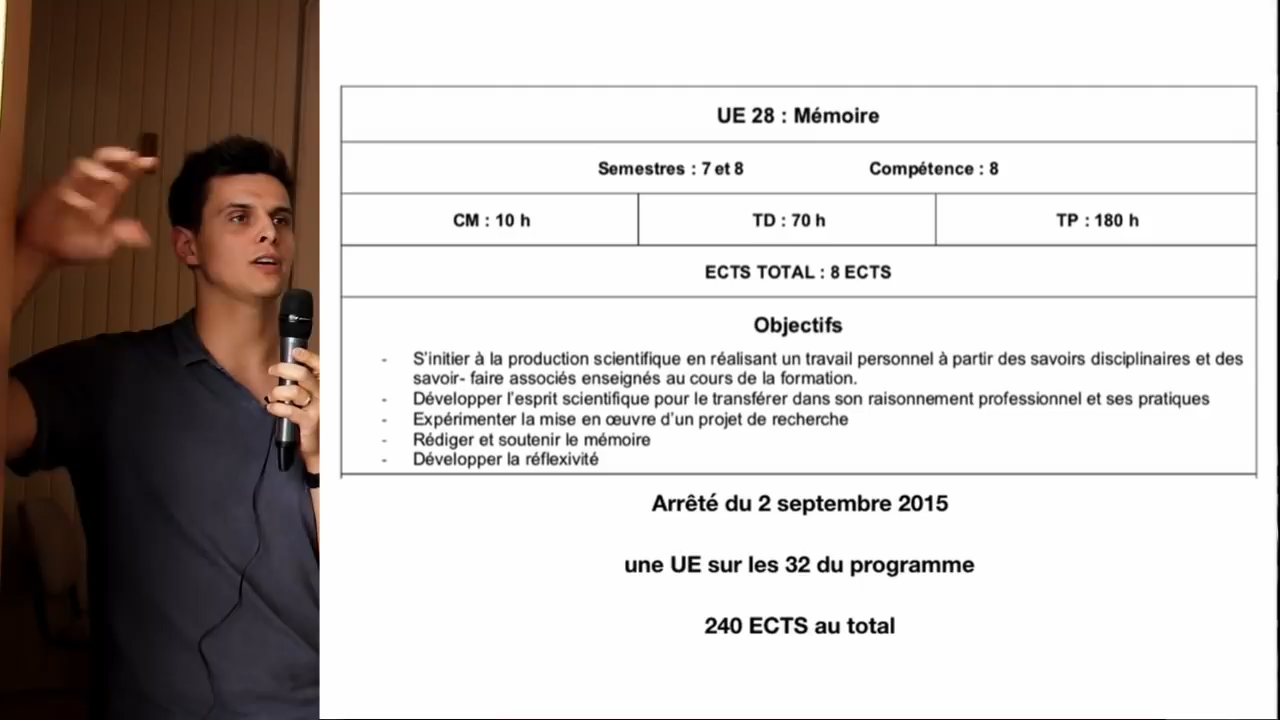 UE 28 : Mémoire
Semestres : 7 et 8 Compétence : 8
CM : 10 h TD : 70 h TP : 180 h
ECTS TOTAL : 8 ECTS
Objectifs
- S'initier à la production scientifique en réalisant un travail personnel à partir des savoirs disciplinaires et des
savoir- faire associés enseignés au cours de la formation.
- Développer l'esprit scientifique pour le transférer dans son raisonnement professionnel et ses pratiques
- Expérimenter la mise en œuvre d'un projet de recherche
- Rédiger et soutenir le mémoire
- Développer la réflexivité
Arrêté du 2 septembre 2015
une UE sur les 32 du programme
240 ECTS au total